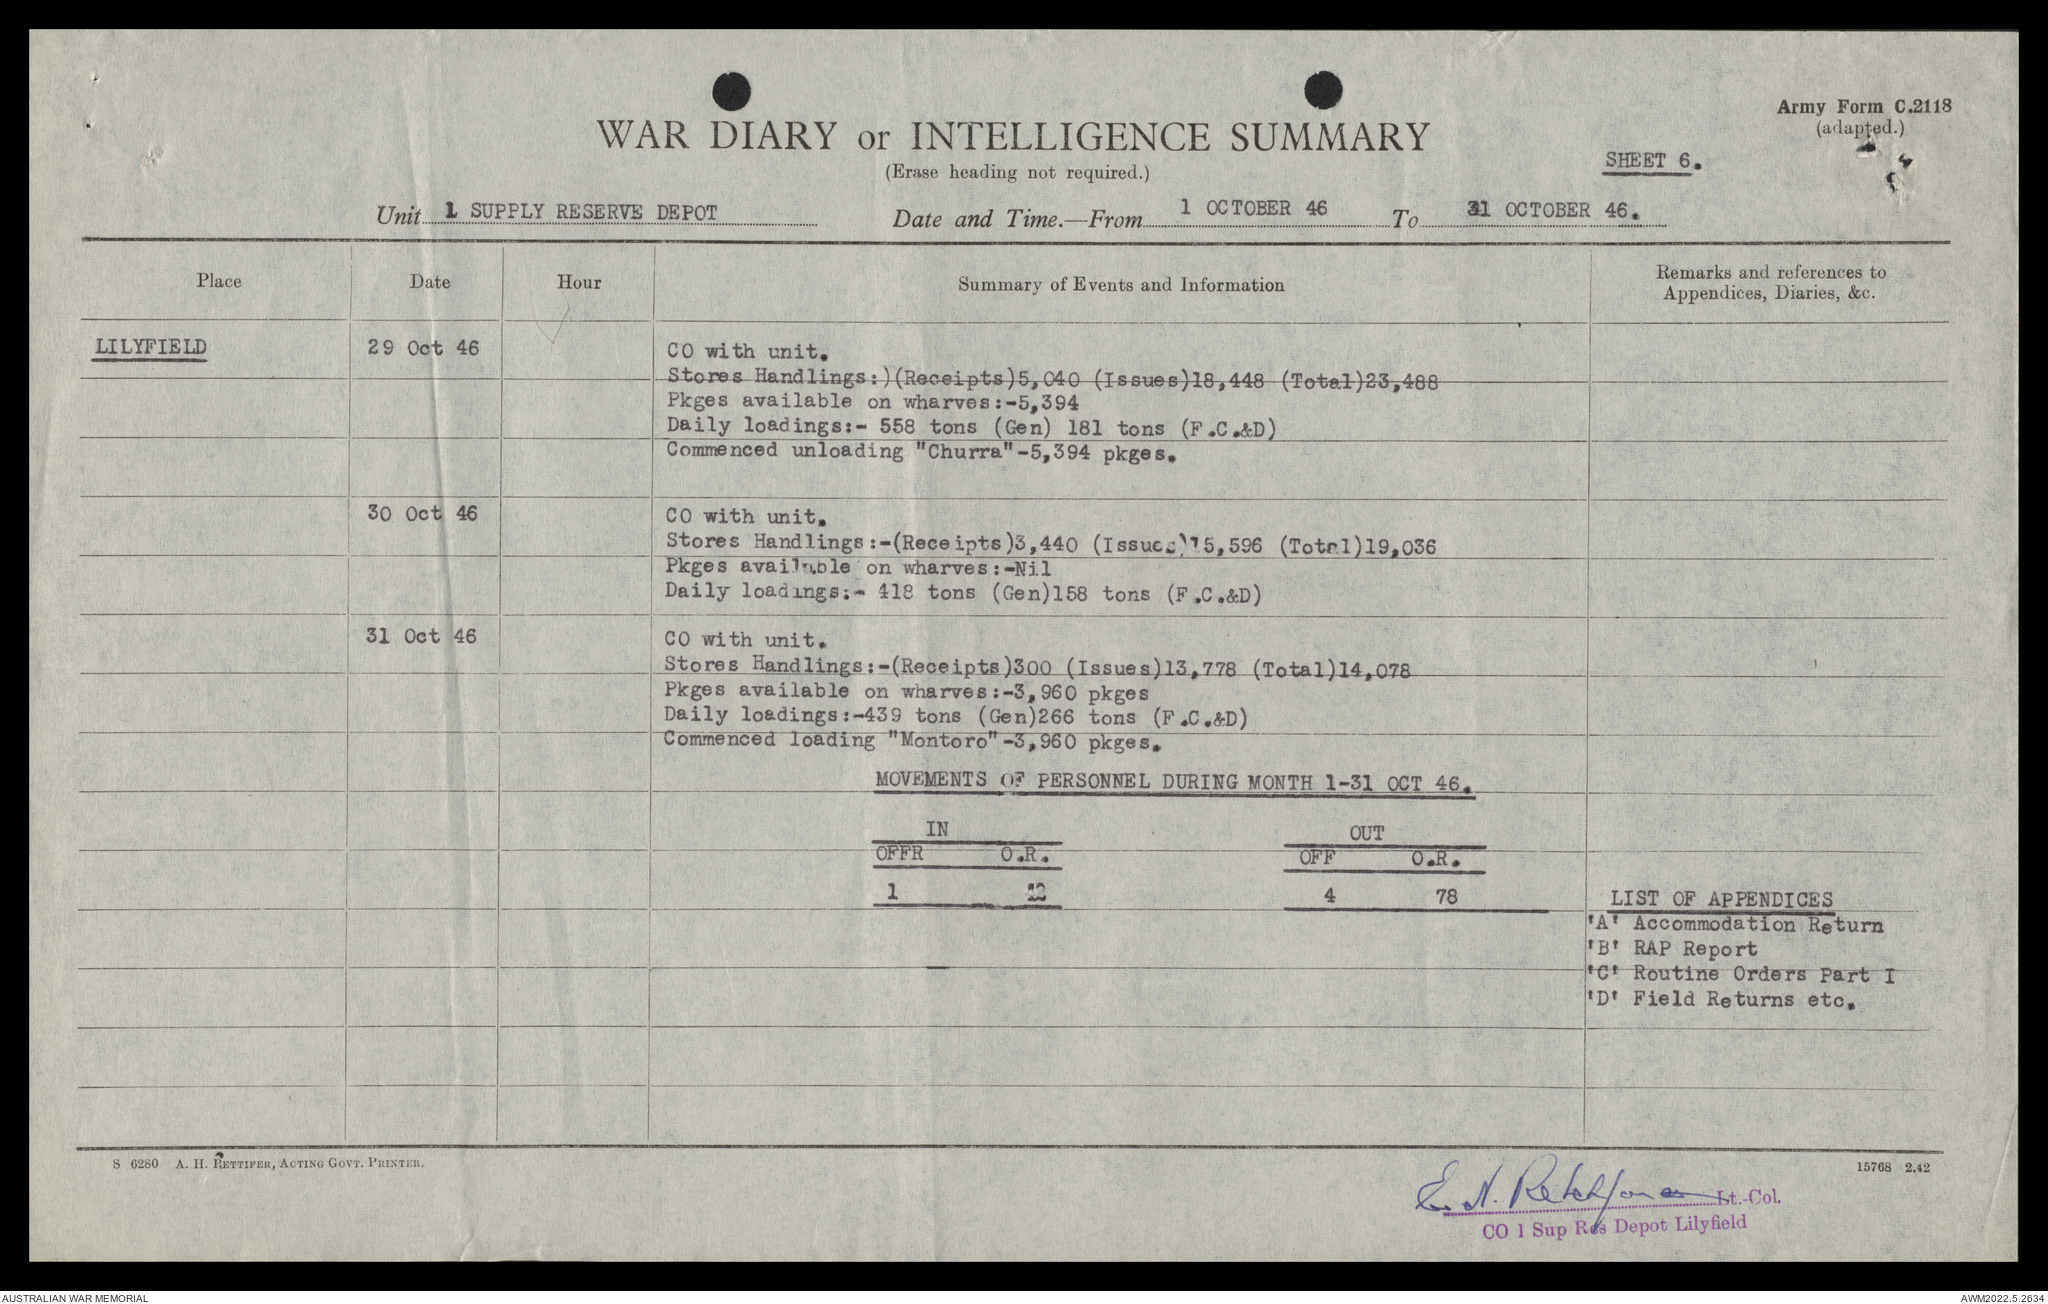 Army Form C.2118
(adapted.)
WAR DIARY or INTELLIGENCE SUMMARY
(Erase heading not required.)
SHEET 6.
Unit 1 SUPPLY RESERVE DEPOT Date and Time.—From 1 OCTOBER 46 To 31 OCTOBER 46.
Place Date Hour Summary of Events and Information Remarks and references to Appendices, Diaries, &c.
LILYFIELD 29 Oct 46 CO with unit.
Stores Handlings:)(Receipts)5,040 (Issues)18,448 (Total)23,488
Pkges available on wharves:-5,394
Daily loadings:- 558 tons (Gen) 181 tons (F.C.&D)
Commenced unloading "Churra"-5,394 pkges.
30 Oct 46 CO with unit.
Stores Handlings:-(Receipts)3,440 (Issues)15,596 (Total)19,036
Pkges available on wharves:-Nil
Daily loadings:- 418 tons (Gen)158 tons (F.C.&D)
31 Oct 46 CO with unit.
Stores Handlings:-(Receipts)300 (Issues)13,778 (Total)14,078
Pkges available on wharves:-3,960 pkges
Daily loadings:-439 tons (Gen)266 tons (F.C.&D)
Commenced loading "Montoro"-3,960 pkges.
MOVEMENTS OF PERSONNEL DURING MONTH 1-31 OCT 46.
IN OUT
OFFR O.R. OFF O.R.
1 12 4 78
LIST OF APPENDICES
'A' Accommodation Return
'B' RAP Report
'C' Routine Orders Part I
'D' Field Returns etc.
S 6280 A. H. PETTIFER, ACTING GOVT. PRINTER.
15768 2.42
E. N. Lt.-Col.
CO 1 Sup Res Depot Lilyfield
AUSTRALIAN WAR MEMORIAL
AWM2022.5.2634